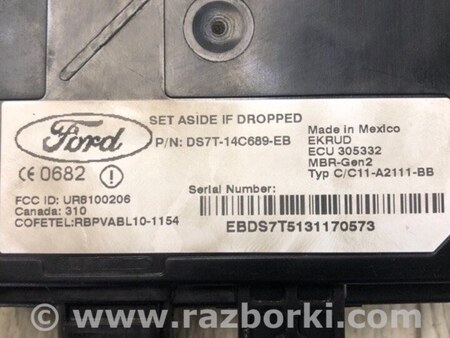 Ford
SET ASIDE IF DROPPED
P/N: DS7T-14C689-EB
Made in Mexico
EKRUD
ECU 305332
MBR-Gen2
Typ C/C11-A2111-BB
CE 0682
FCC ID: UR8100206
Canada: 310
COFETEL:RBPVABL10-1154
Serial Number:
EBDS7T5131170573
© www.razborki.com